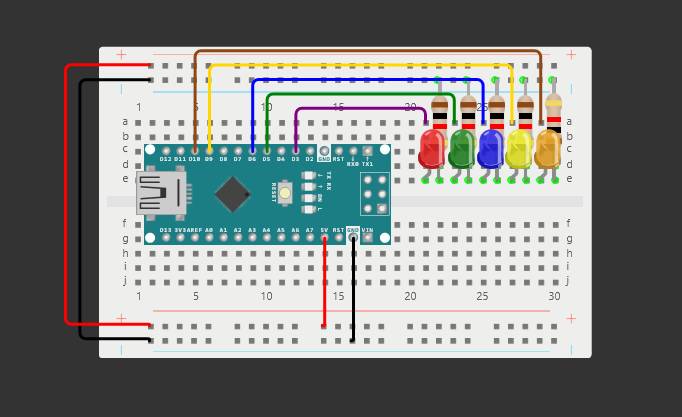 + +
1 5 10 15 20 25 30
a a
b b
c c
D12 D11 D10 D9 D8 D7 D6 D5 D4 D3 D2 GND RST RX0 TX1
d d
e e
RESET
TX RX ON L
D13 3V3 AREF A0 A1 A2 A3 A4 A5 A6 A7 5V RST GND VIN
f f
g g
h h
i i
j j
1 5 10 15 20 25 30
+ +